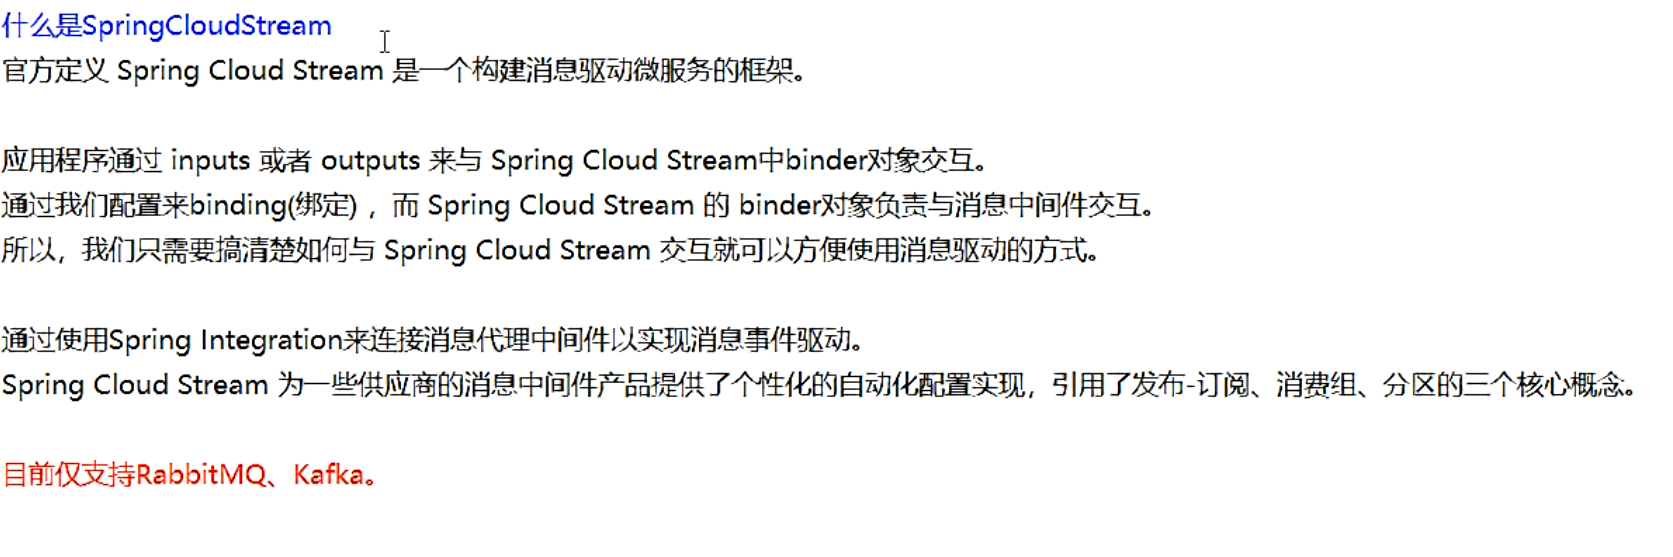 什么是SpringCloudStream
官方定义 Spring Cloud Stream 是一个构建消息驱动微服务的框架。
应用程序通过 inputs 或者 outputs 来与 Spring Cloud Stream中binder对象交互。
通过我们配置来binding(绑定) ，而 Spring Cloud Stream 的 binder对象负责与消息中间件交互。
所以，我们只需要搞清楚如何与 Spring Cloud Stream 交互就可以方便使用消息驱动的方式。
通过使用Spring Integration来连接消息代理中间件以实现消息事件驱动。
Spring Cloud Stream 为一些供应商的消息中间件产品提供了个性化的自动化配置实现，引用了发布-订阅、消费组、分区的三个核心概念。
目前仅支持RabbitMQ、Kafka。